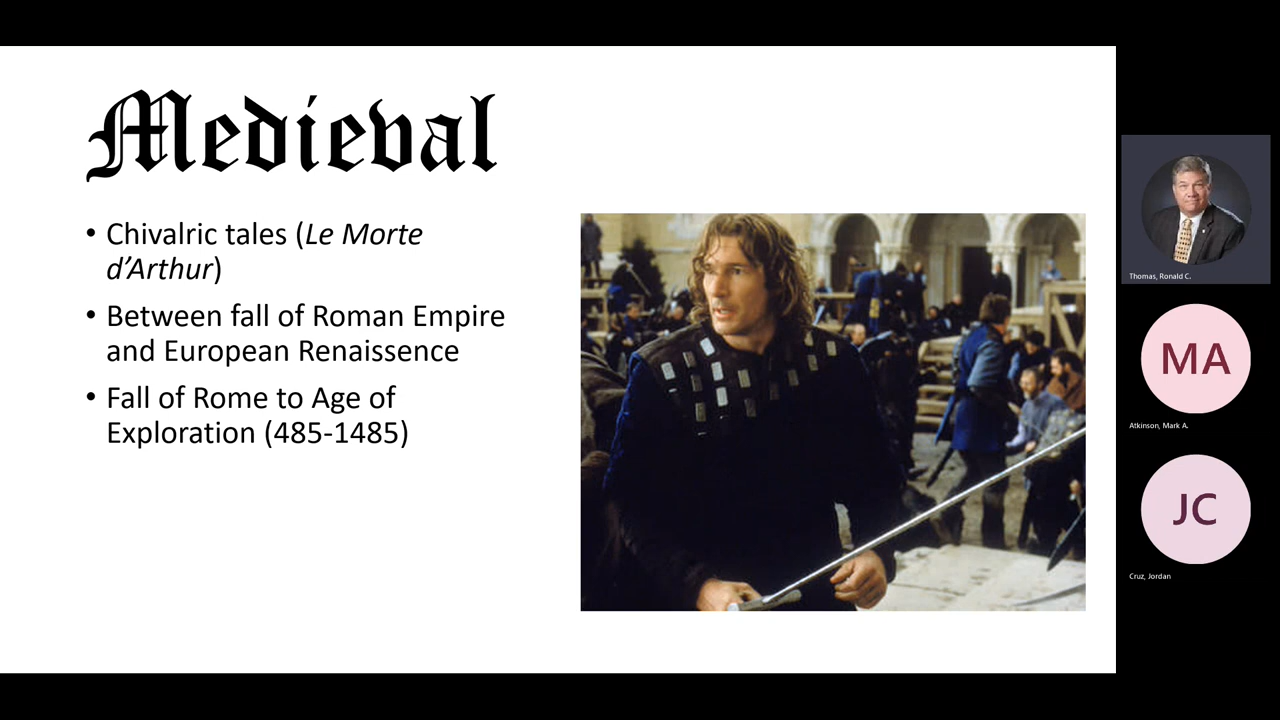 Medieval
• Chivalric tales (Le Morte
d’Arthur)
• Between fall of Roman Empire
and European Renaissence
• Fall of Rome to Age of
Exploration (485-1485)
Thomas, Ronald C.
MA
Atkinson, Mark A.
JC
Cruz, Jordan